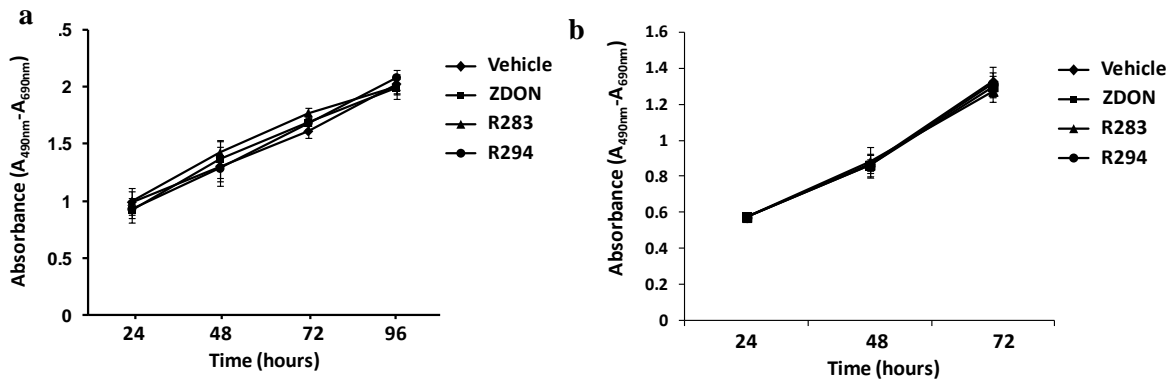 a
Absorbance (A490nm-A690nm)
.5
2
1.5
1
0.5
0
24 48 72 96
Time (hours)
Vehicle
ZDON
R283
R294
b
Absorbance (A490nm-A690nm)
1.6
1.4
1.2
1
0.8
0.6
0.4
0.2
0
24 48 72
Time (hours)
Vehicle
ZDON
R283
R294